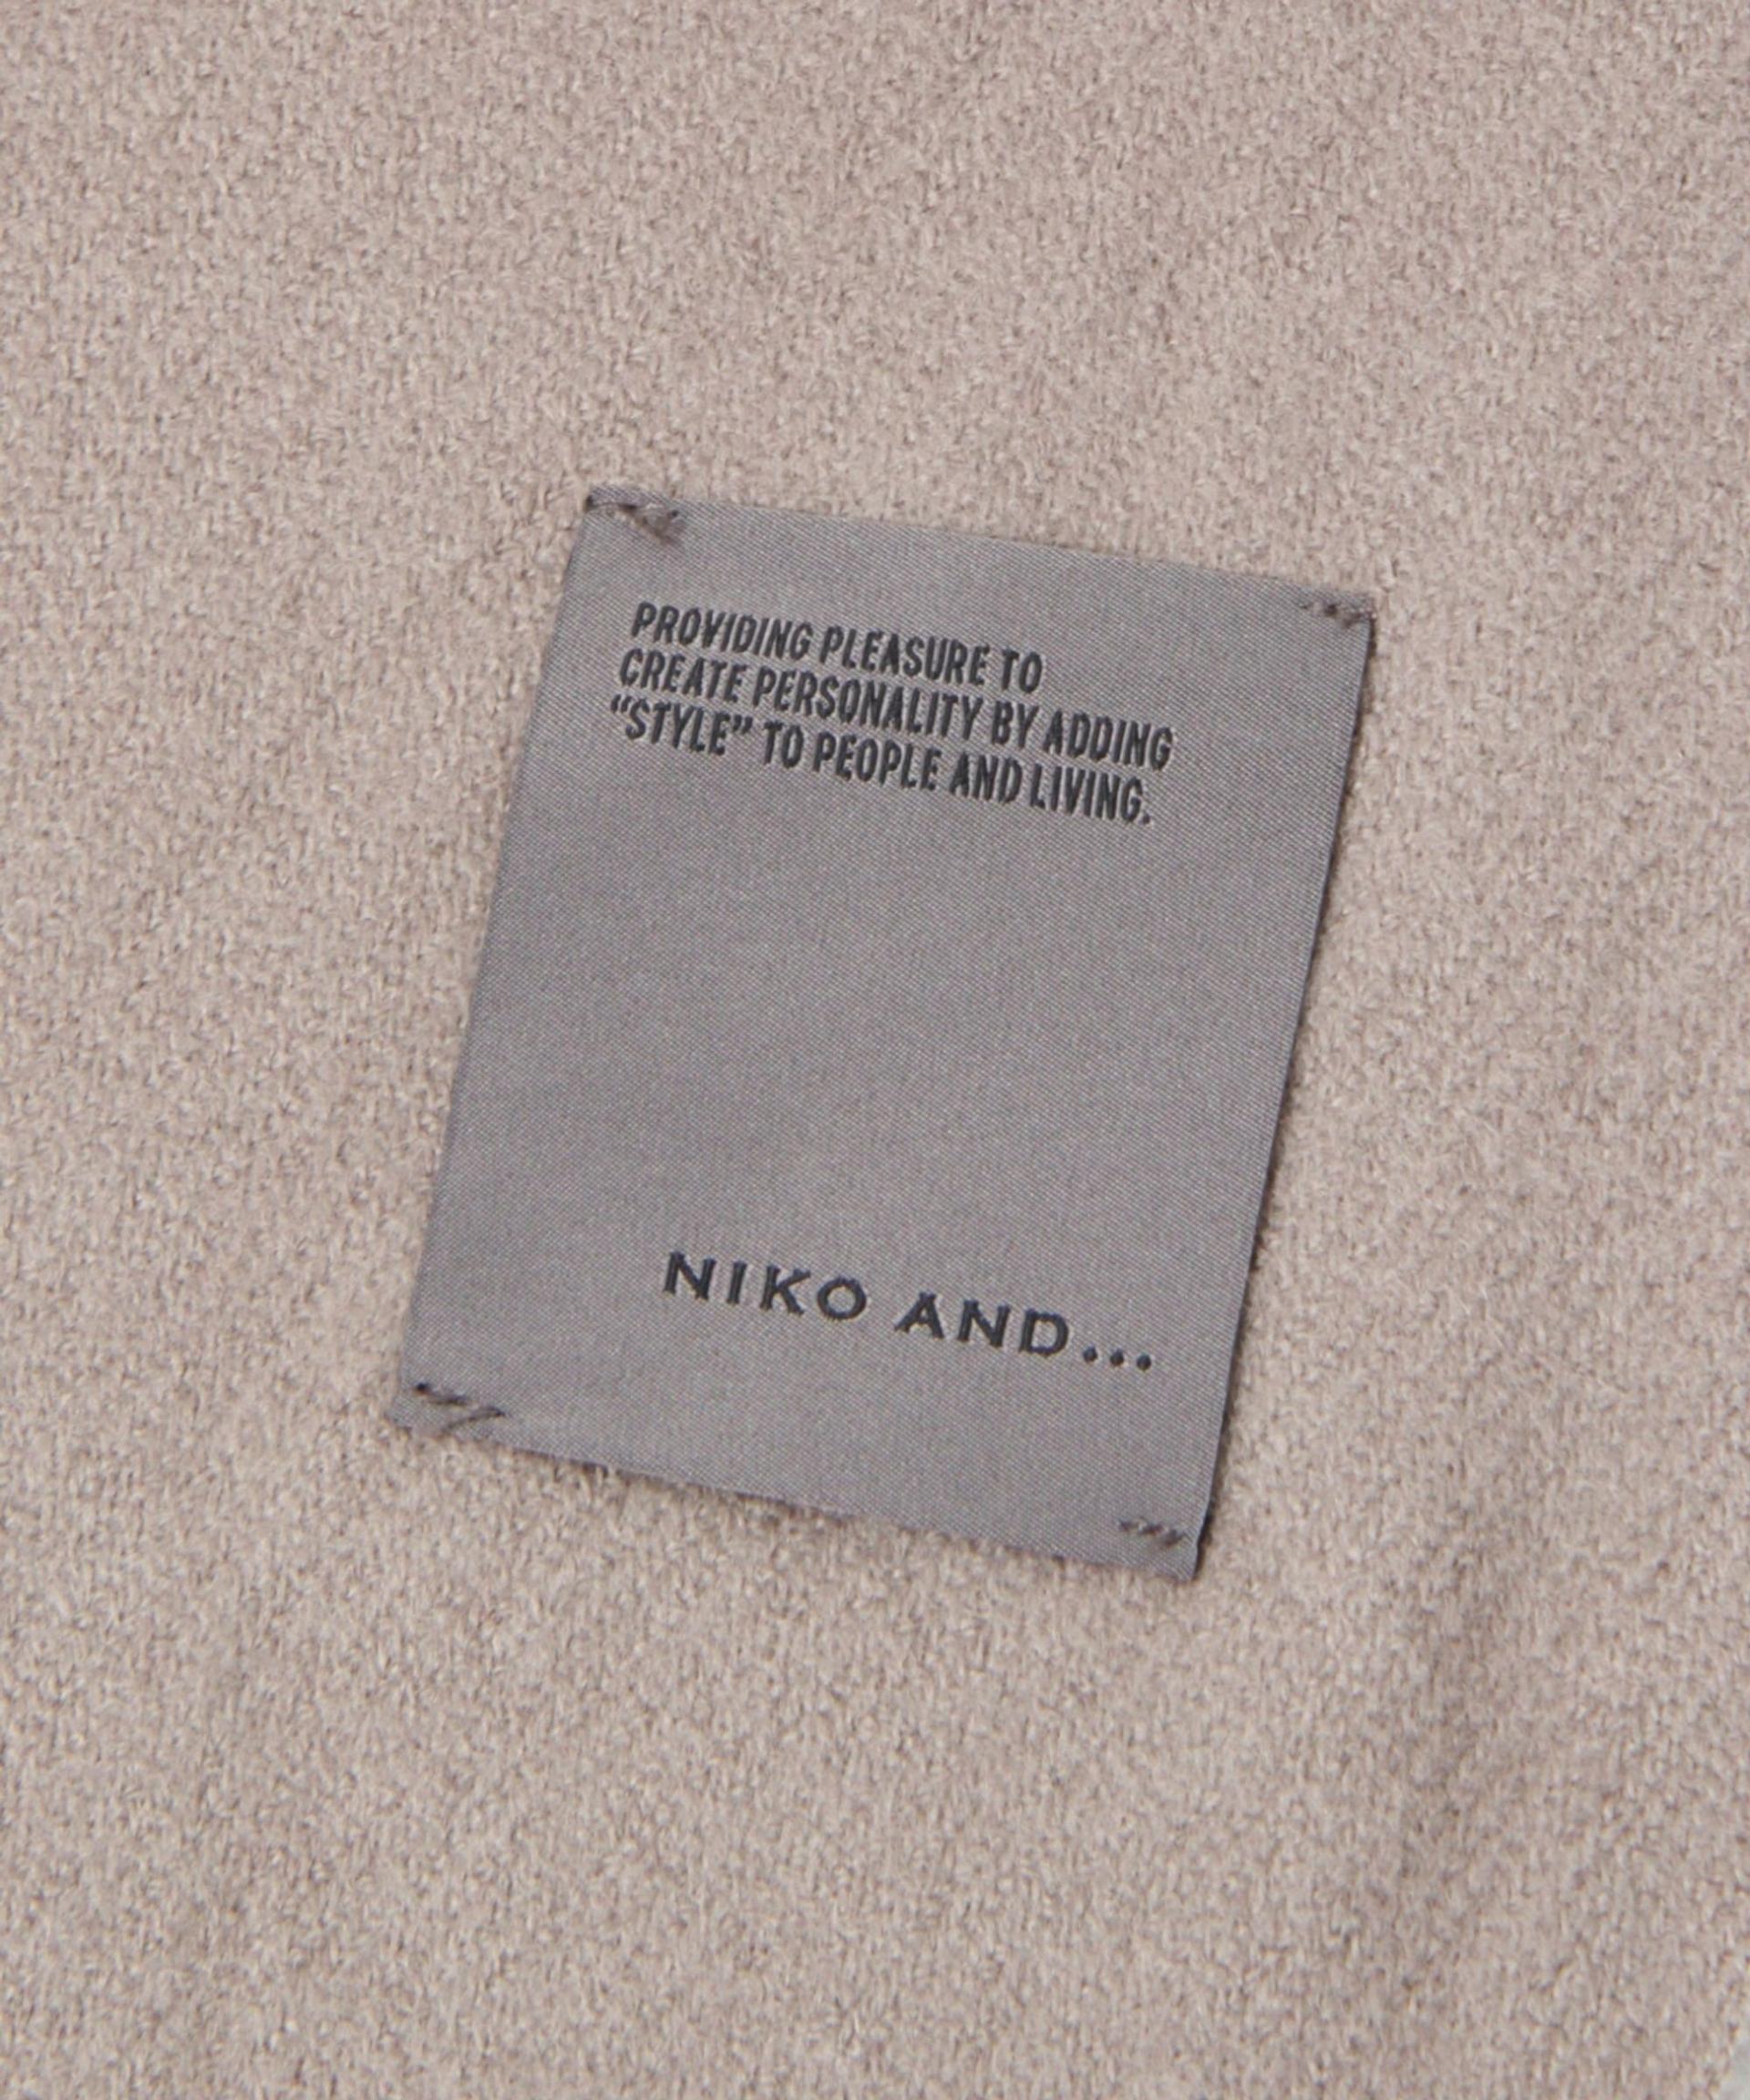 PROVIDING PLEASURE TO
CREATE PERSONALITY BY ADDING
“STYLE” TO PEOPLE AND LIVING.
NIKO AND...